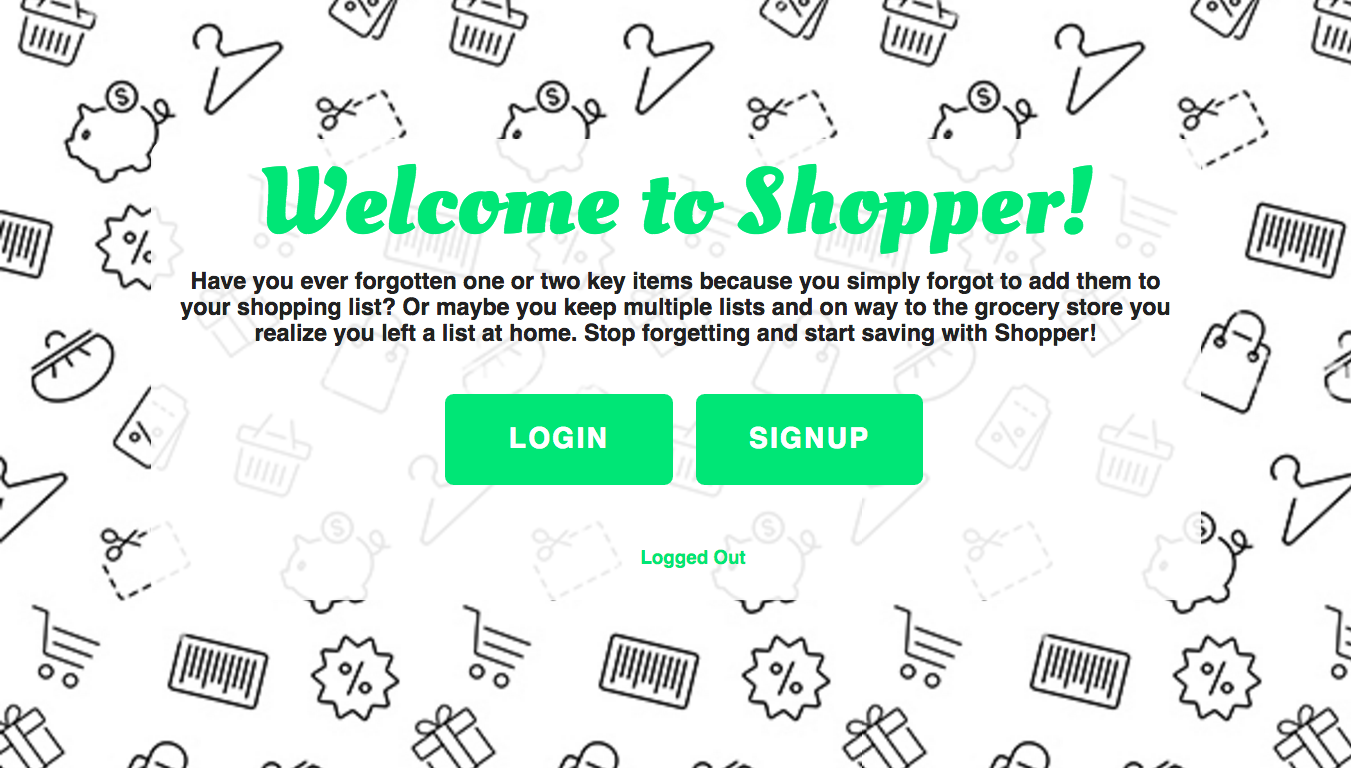 Welcome to Shopper!
Have you ever forgotten one or two key items because you simply forgot to add them to
your shopping list? Or maybe you keep multiple lists and on way to the grocery store you
realize you left a list at home. Stop forgetting and start saving with Shopper!
LOGIN SIGNUP
Logged Out